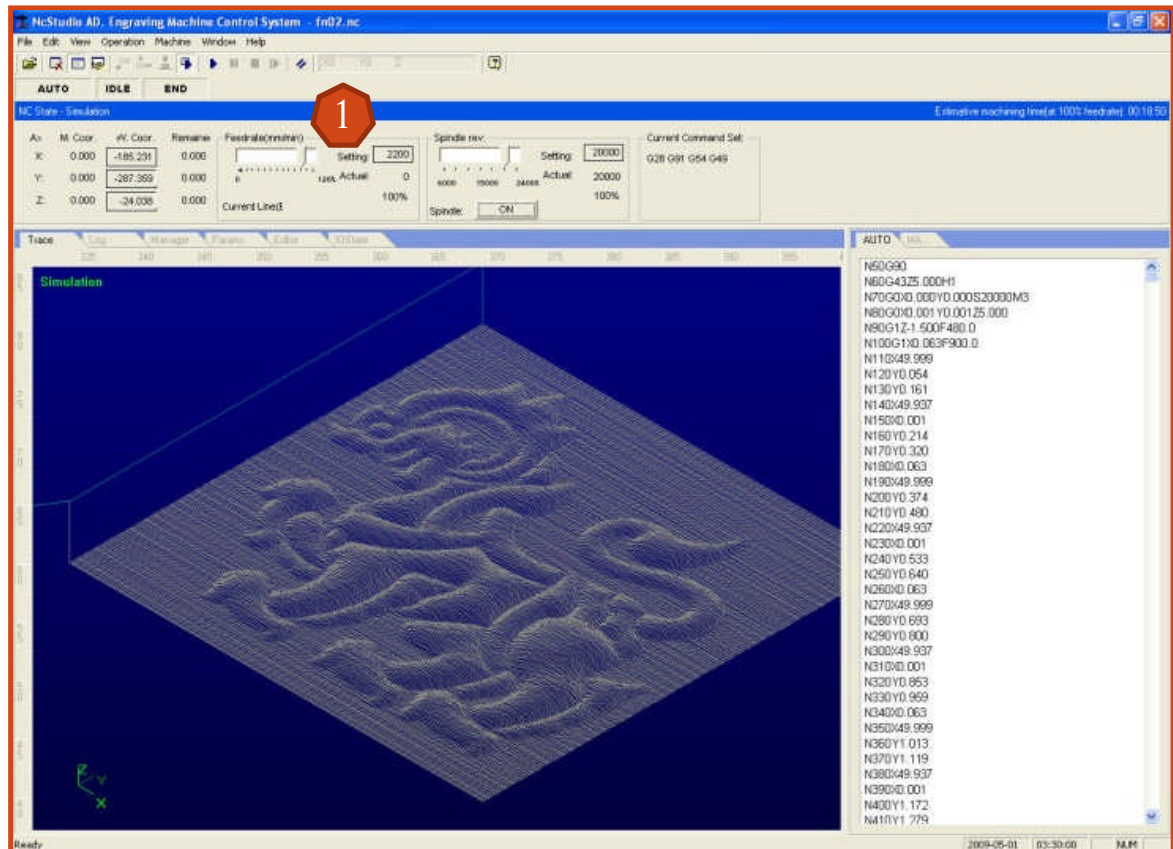 NcStudio AD. Engraving Machine Control System - fn02.nc
File Edit View Operation Machine Window Help
AUTO IDLE END
NC State - Simulation
Estimative machining time(at 100% feedrate): 00:18:50
1
M. Coor. W. Coor. Remaine Feedrate(mm/min) Spindle rev. Current Command Set:
X: 0.000 -185.231 0.000 Setting: 2200 Setting: 20000 G28 G91 G54 G49
Y: 0.000 -287.359 0.000 0 Actual: 0 6000 15000 Actual: 20000
Z: 0.000 -24.038 0.000 100% 100%
Spindle: ON
Trace Log Manager Params Editor IOState
AUTO
Simulation
N50G90
N60G43Z5.000H1
N70G0X0.000Y0.000S20000M3
N80G0X0.001Y0.001Z5.000
N90G1Z-1.500F480.0
N100G1X0.063F900.0
N110X49.999
N120Y0.054
N130Y0.161
N140X49.937
N150X0.001
N160Y0.214
N170Y0.320
N180X0.063
N190X49.999
N200Y0.374
N210Y0.480
N220X49.937
N230X0.001
N240Y0.533
N250Y0.640
N260X0.063
N270X49.999
N280Y0.693
N290Y0.800
N300X49.937
N310X0.001
N320Y0.853
N330Y0.959
N340X0.063
N350X49.999
N360Y1.013
N370Y1.119
N380X49.937
N390X0.001
N400Y1.172
N410Y1.279
Z
Y
X
Ready
2009-05-01 03:30:00 NUM